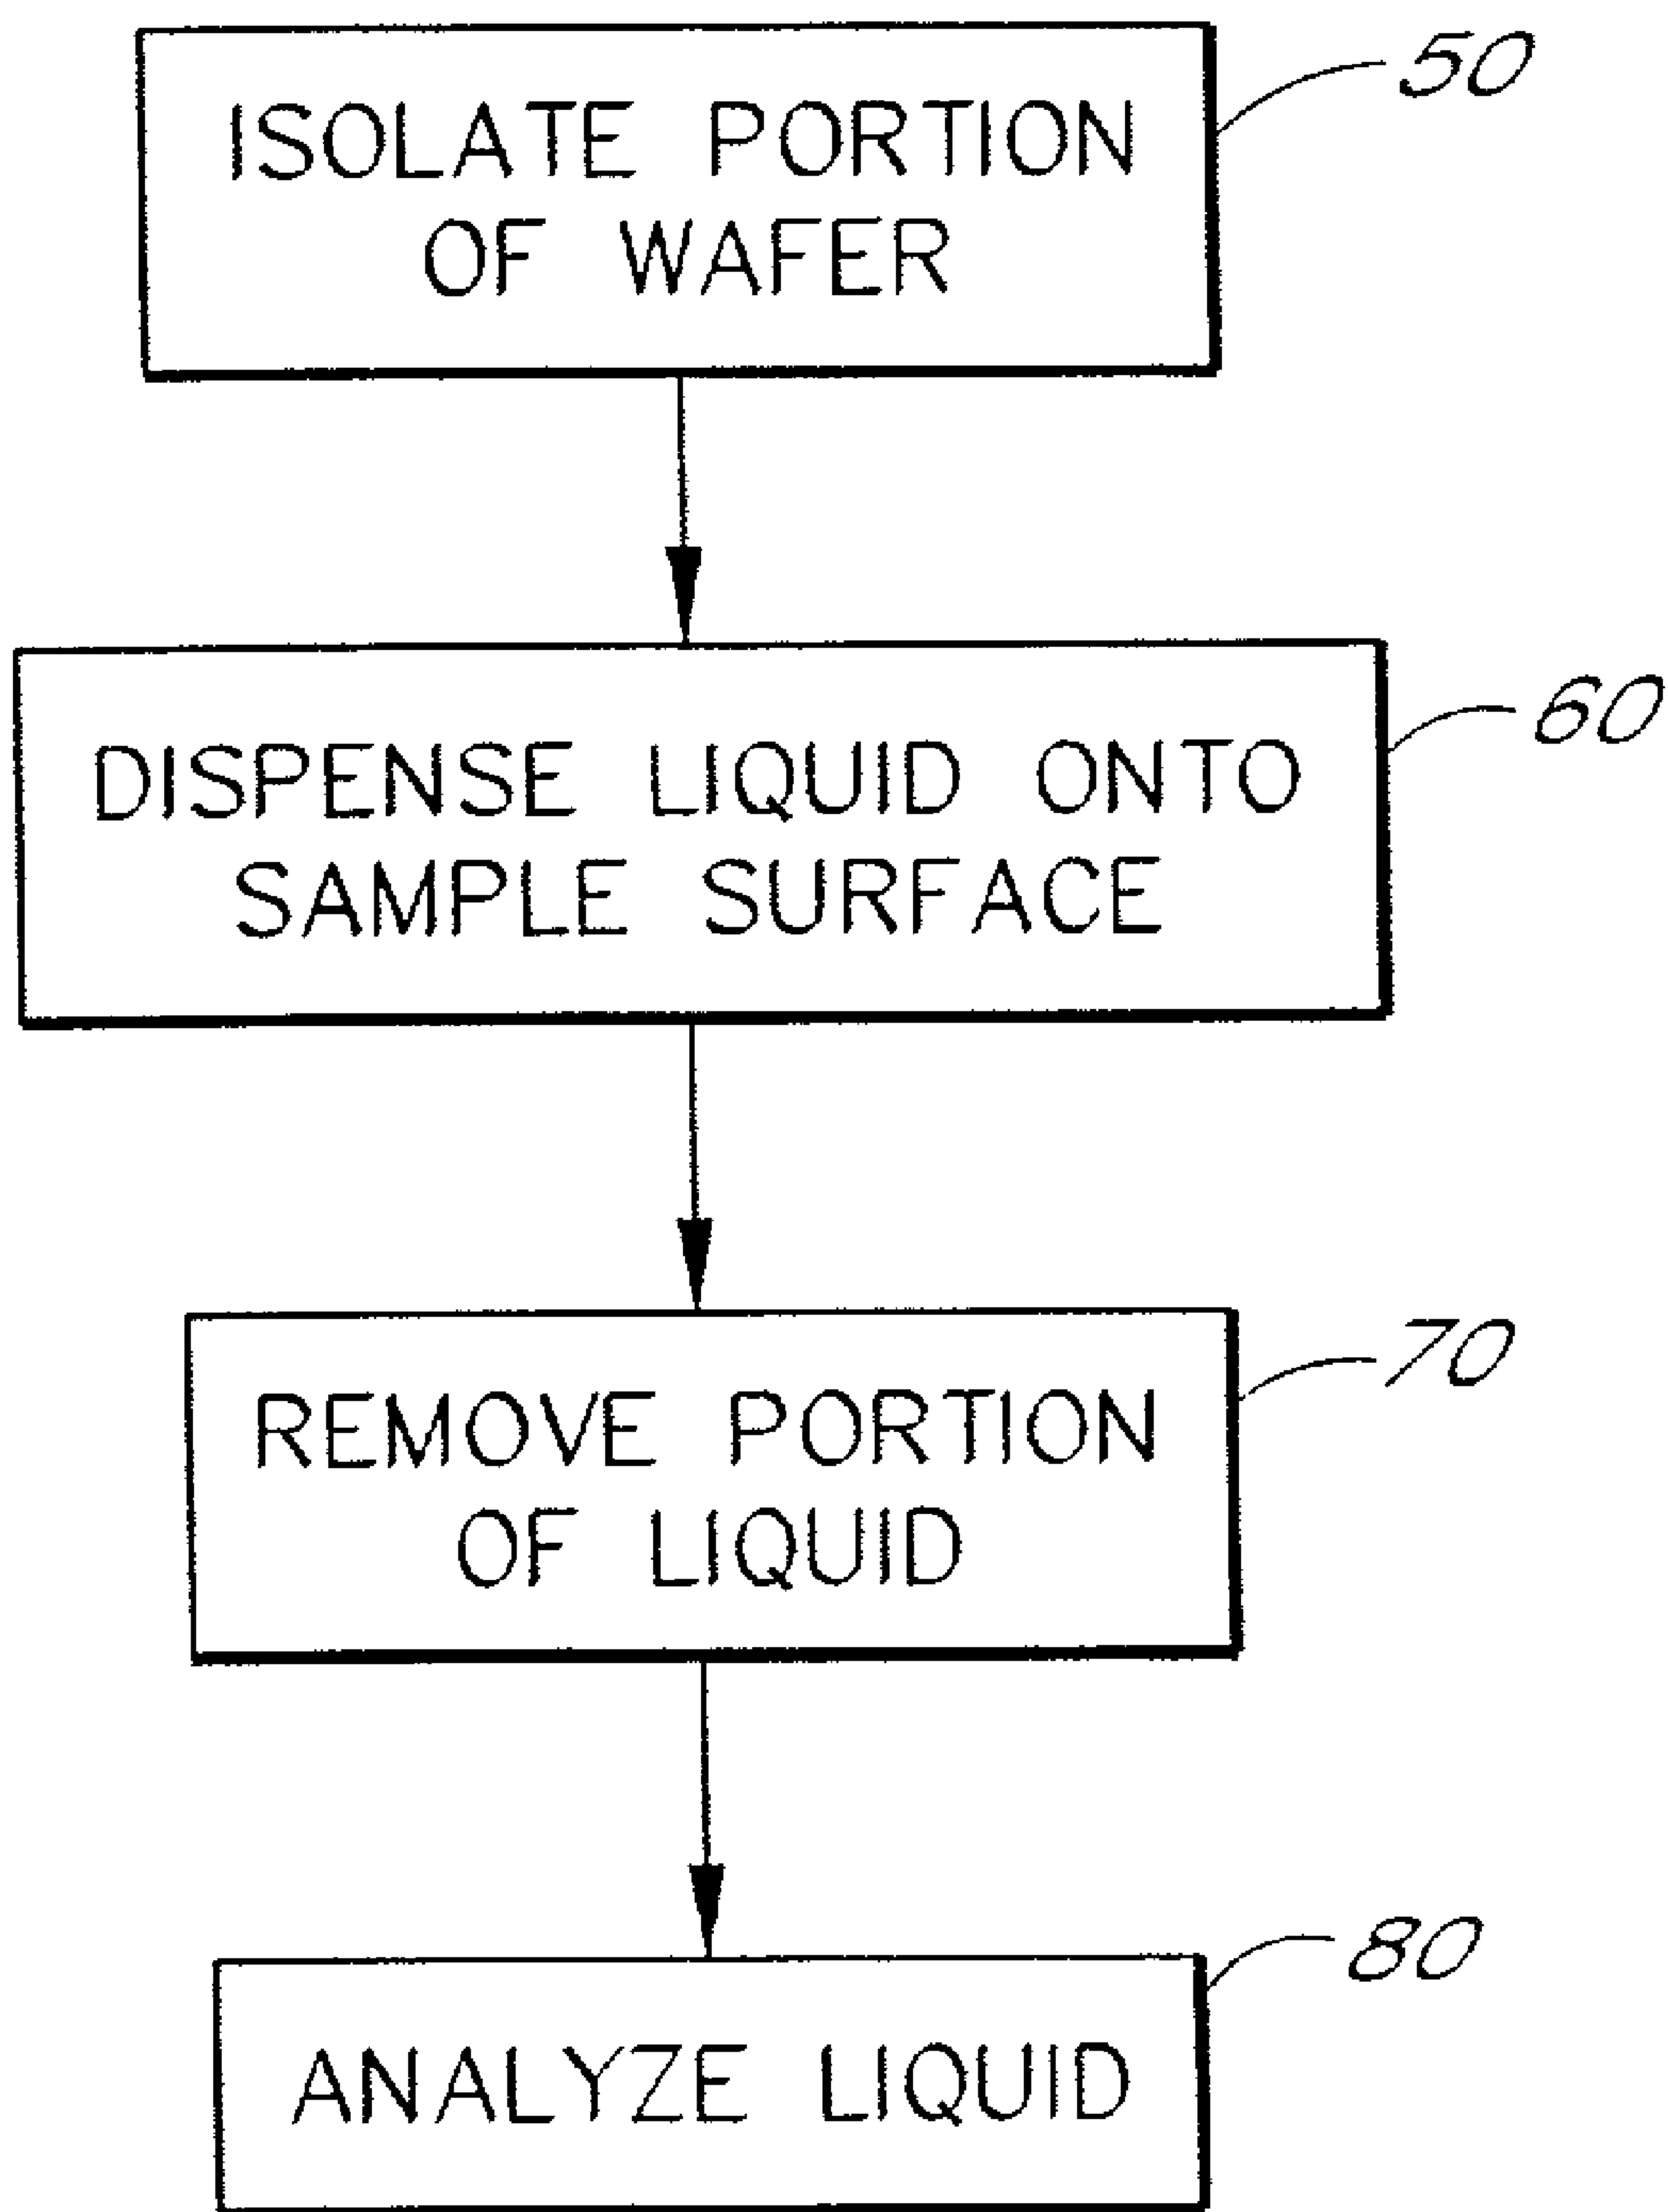 50
ISOLATE PORTION
OF WAFER
60
DISPENSE LIQUID ONTO
SAMPLE SURFACE
70
REMOVE PORTION
OF LIQUID
80
ANALYZE LIQUID